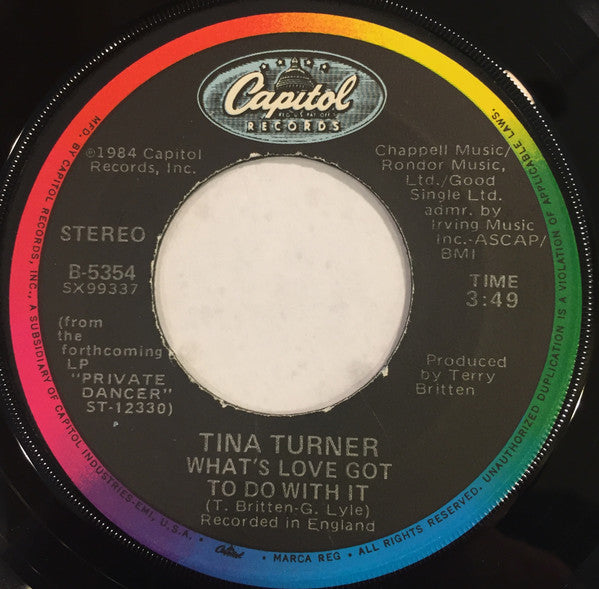 Capitol
REG. U.S. PAT. OFF.
RECORDS
℗1984 Capitol
Records, Inc.
Chappell Music/
Rondor Music,
Ltd./Good
Single Ltd.
admr. by
Irving Music
Inc.-ASCAP/
BMI
STEREO
B-5354
SX99337
TIME
3:49
(from
the
forthcoming
LP
"PRIVATE
DANCER"
ST-12330)
P
Produced
by Terry
Britten
TINA TURNER
WHAT'S LOVE GOT
TO DO WITH IT
(T. Britten-G. Lyle)
Recorded in England
MFD. BY CAPITOL RECORDS, INC., A SUBSIDIARY OF CAPITOL INDUSTRIES-EMI, U.S.A. • Capitol • MARCA REG • ALL RIGHTS RESERVED. UNAUTHORIZED DUPLICATION IS A VIOLATION OF APPLICABLE LAWS.